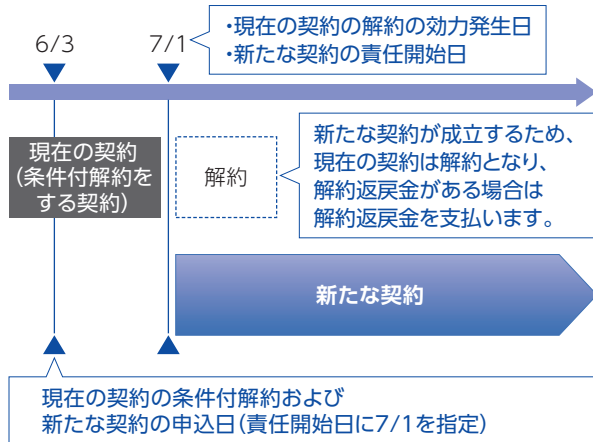 ・現在の契約の解約の効力発生日
・新たな契約の責任開始日
6/3
7/1
現在の契約
(条件付解約を
する契約)
解約
新たな契約が成立するため、
現在の契約は解約となり、
解約返戻金がある場合は
解約返戻金を支払います。
新たな契約
現在の契約の条件付解約および
新たな契約の申込日(責任開始日に7/1を指定)